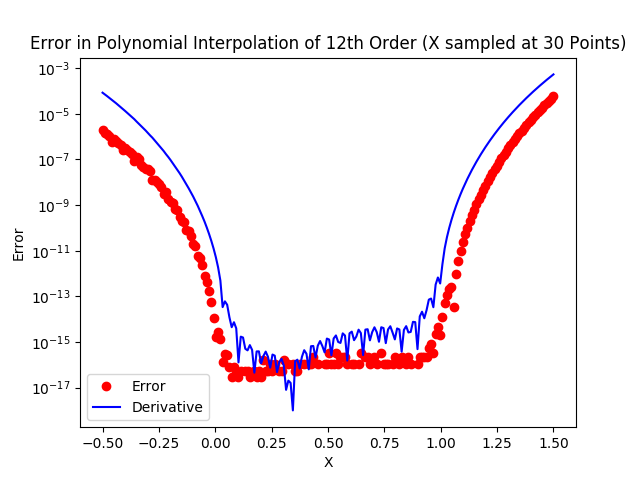 Error in Polynomial Interpolation of 12th Order (X sampled at 30 Points)
10⁻³
10⁻⁵
10⁻⁷
10⁻⁹
10⁻¹¹
10⁻¹³
10⁻¹⁵
10⁻¹⁷
Error
Error
Derivative
−0.50 −0.25 0.00 0.25 0.50 0.75 1.00 1.25 1.50
X